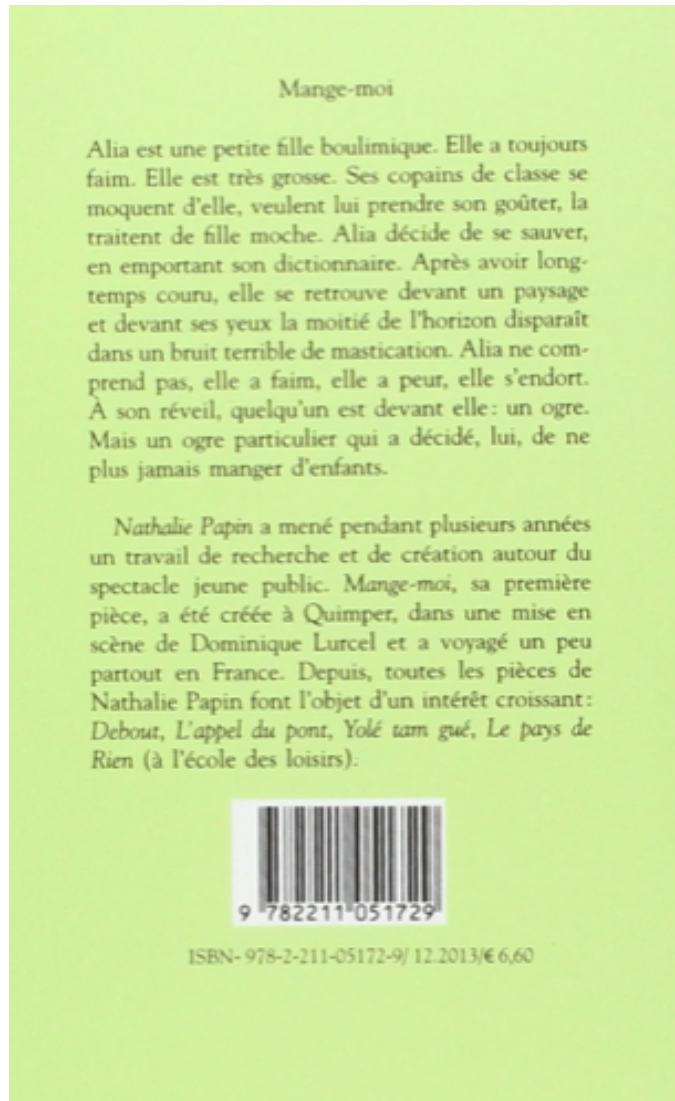 Mange-moi
Alia est une petite fille boulimique. Elle a toujours
faim. Elle est très grosse. Ses copains de classe se
moquent d'elle, veulent lui prendre son goûter, la
traitent de fille moche. Alia décide de se sauver,
en emportant son dictionnaire. Après avoir long-
temps couru, elle se retrouve devant un paysage
et devant ses yeux la moitié de l'horizon disparaît
dans un bruit terrible de mastication. Alia ne com-
prend pas, elle a faim, elle a peur, elle s'endort.
À son réveil, quelqu'un est devant elle : un ogre.
Mais un ogre particulier qui a décidé, lui, de ne
plus jamais manger d'enfants.
Nathalie Papin a mené pendant plusieurs années
un travail de recherche et de création autour du
spectacle jeune public. Mange-moi, sa première
pièce, a été créée à Quimper, dans une mise en
scène de Dominique Lurcel et a voyagé un peu
partout en France. Depuis, toutes les pièces de
Nathalie Papin font l'objet d'un intérêt croissant :
Debout, L'appel du pont, Yolé tam gué, Le pays de
Rien (à l'école des loisirs).
9 782211 051729
ISBN- 978-2-211-05172-9/ 12.2013/€ 6,60